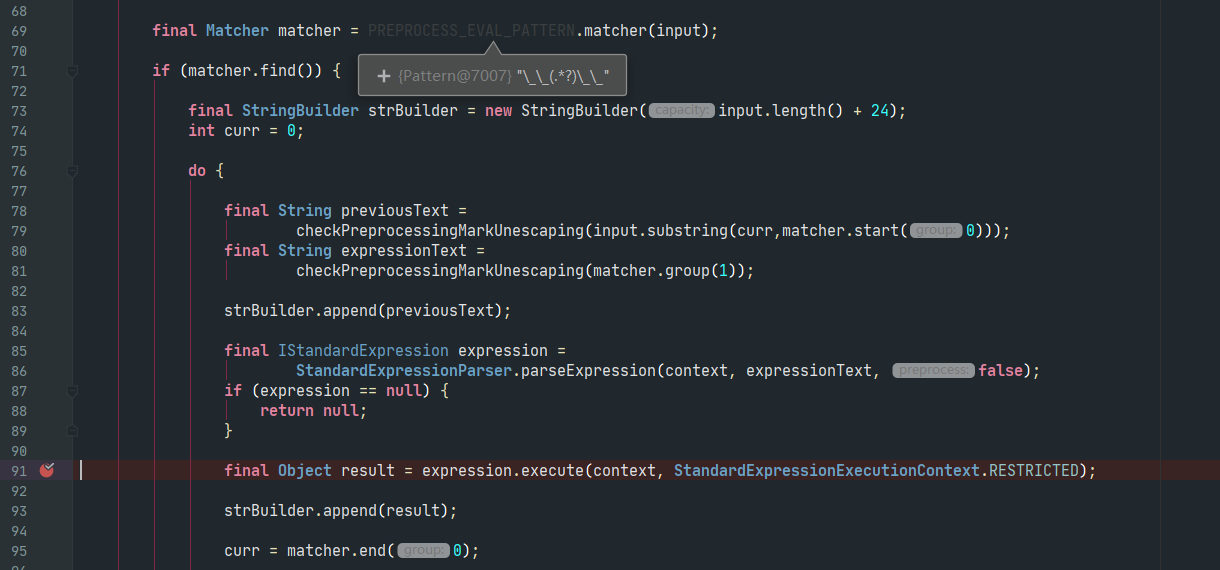 68
69 final Matcher matcher = PREPROCESS_EVAL_PATTERN.matcher(input);
70
71 if (matcher.find()) {
+ {Pattern@7007} "\_\_(.*?)\_\_"
72
73 final StringBuilder strBuilder = new StringBuilder( capacity: input.length() + 24);
74 int curr = 0;
75
76 do {
77
78 final String previousText =
79 checkPreprocessingMarkUnescaping(input.substring(curr,matcher.start( group: 0)));
80 final String expressionText =
81 checkPreprocessingMarkUnescaping(matcher.group(1));
82
83 strBuilder.append(previousText);
84
85 final IStandardExpression expression =
86 StandardExpressionParser.parseExpression(context, expressionText, preprocess: false);
87 if (expression == null) {
88 return null;
89 }
90
91 final Object result = expression.execute(context, StandardExpressionExecutionContext.RESTRICTED);
92
93 strBuilder.append(result);
94
95 curr = matcher.end( group: 0);
96